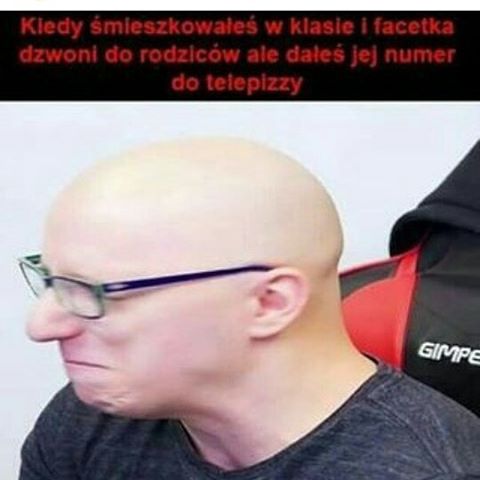 Kiedy śmieszkowałeś w klasie i facetka
dzwoni do rodziców ale dałeś jej numer
do telepizzy
GIMPE